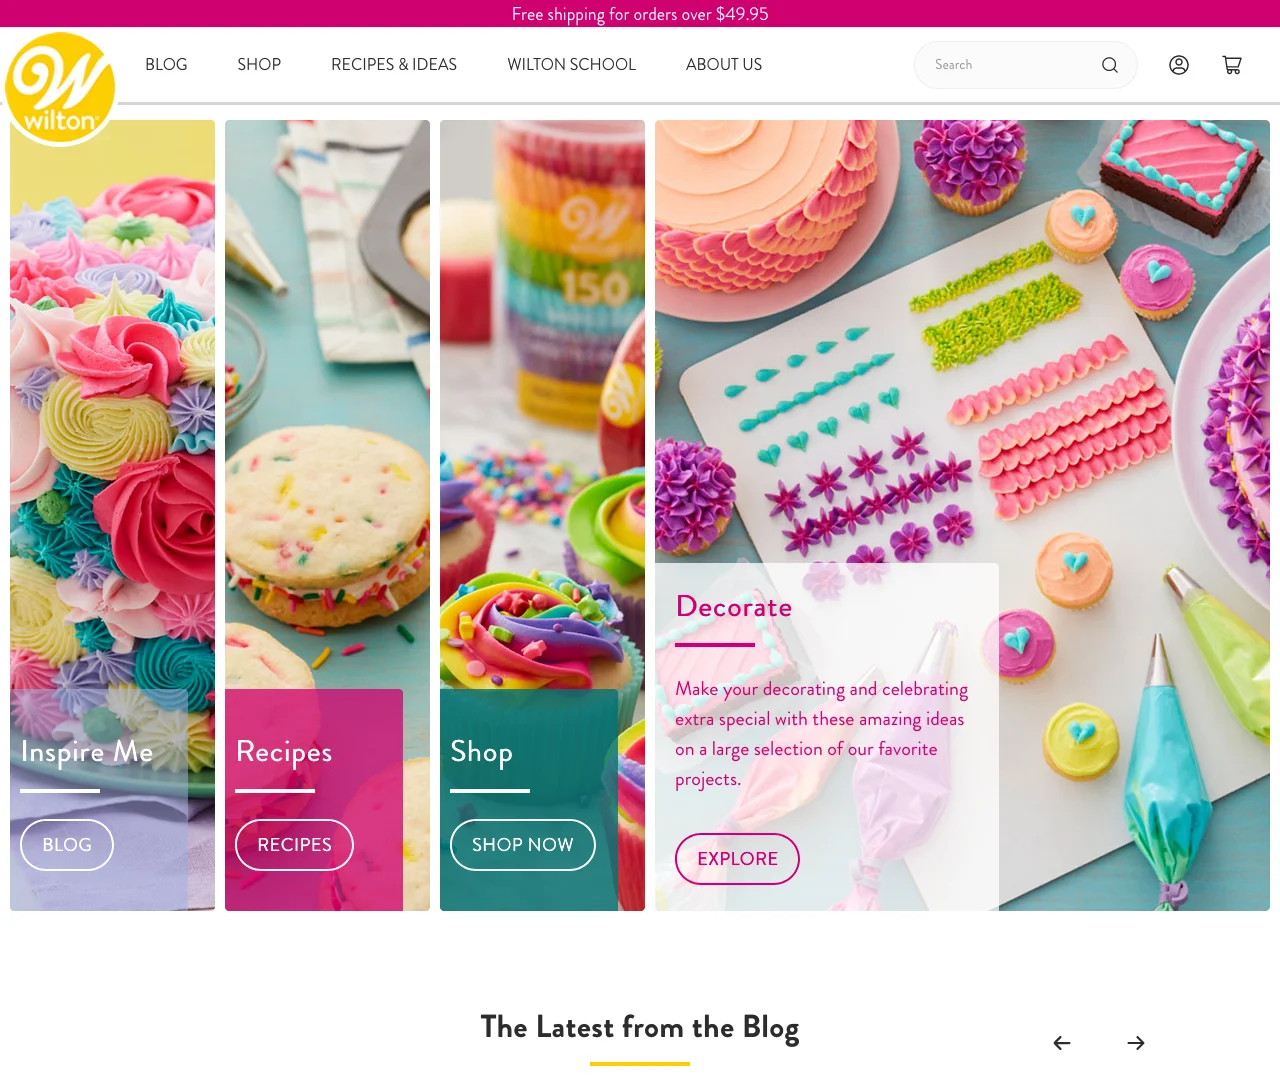 Free shipping for orders over $49.95
wilton
BLOG
SHOP
RECIPES & IDEAS
WILTON SCHOOL
ABOUT US
Search
150
Inspire Me
BLOG
Recipes
RECIPES
Shop
SHOP NOW
Decorate
Make your decorating and celebrating
extra special with these amazing ideas
on a large selection of our favorite
projects.
EXPLORE
The Latest from the Blog